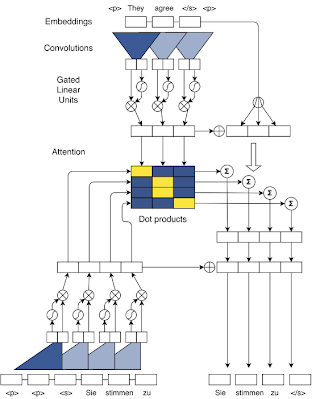 <p> They agree </s> <p>
Embeddings
Convolutions
Gated
Linear
Units
Attention
Σ
Σ
Σ
Σ
Dot products
<p> <p> <s> Sie stimmen zu
Sie stimmen zu </s>